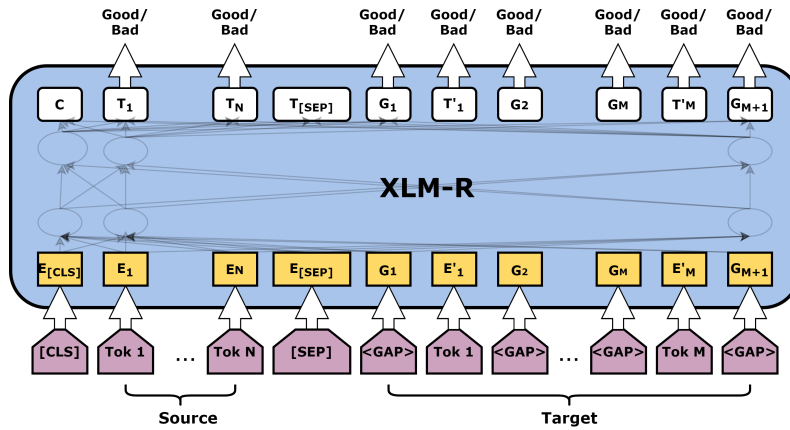 Good/ Good/ Good/ Good/ Good/ Good/ Good/ Good/
Bad Bad Bad Bad Bad Bad Bad Bad
C T1 TN T[SEP] G1 T'1 G2 GM T'M GM+1
XLM-R
E[CLS] E1 EN E[SEP] G1 E'1 G2 GM E'M GM+1
[CLS] Tok 1 ... Tok N [SEP] <GAP> Tok 1 <GAP> ... <GAP> Tok M <GAP>
Source Target